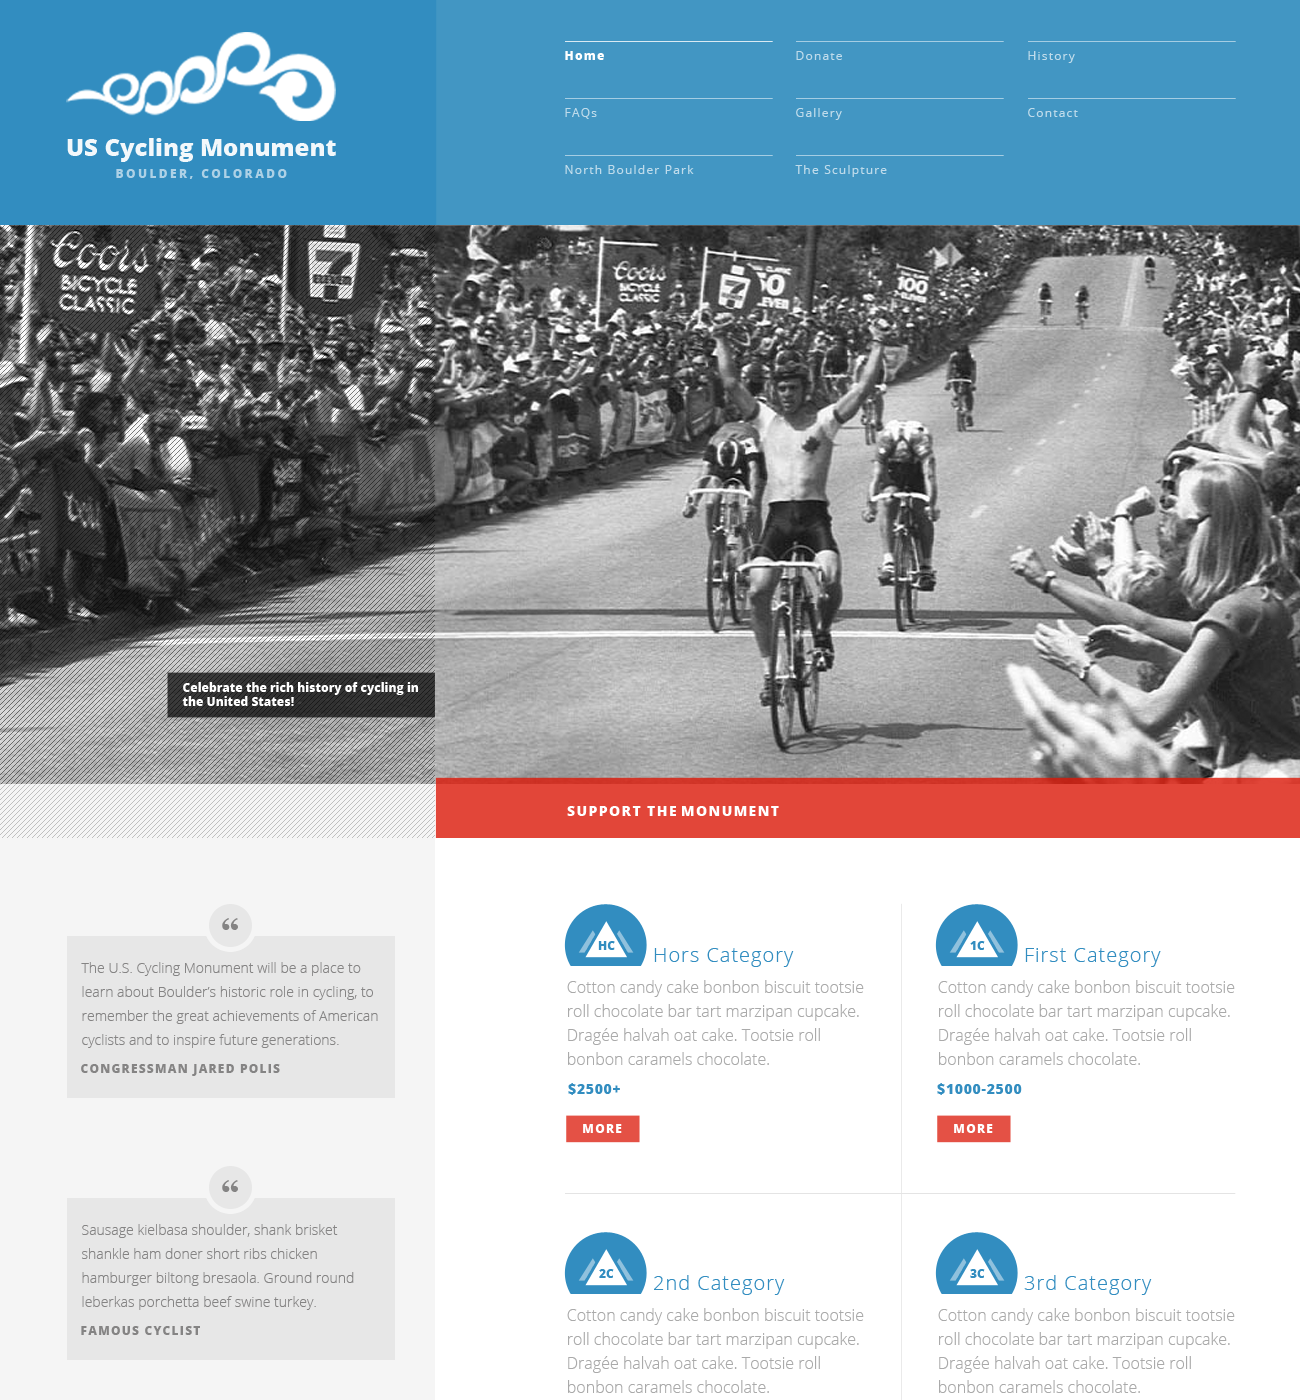 US Cycling Monument
BOULDER, COLORADO
Home
Donate
History
FAQs
Gallery
Contact
North Boulder Park
The Sculpture
Coors
BICYCLE
CLASSIC
7
ELEVEN
Coors
BICYCLE
CLASSIC
7
100
Celebrate the rich history of cycling in
the United States!
SUPPORT THE MONUMENT
“
The U.S. Cycling Monument will be a place to
learn about Boulder’s historic role in cycling, to
remember the great achievements of American
cyclists and to inspire future generations.
CONGRESSMAN JARED POLIS
“
Sausage kielbasa shoulder, shank brisket
shankle ham doner short ribs chicken
hamburger biltong bresaola. Ground round
leberkas porchetta beef swine turkey.
FAMOUS CYCLIST
HC
Hors Category
Cotton candy cake bonbon biscuit tootsie
roll chocolate bar tart marzipan cupcake.
Dragée halvah oat cake. Tootsie roll
bonbon caramels chocolate.
$2500+
MORE
1C
First Category
Cotton candy cake bonbon biscuit tootsie
roll chocolate bar tart marzipan cupcake.
Dragée halvah oat cake. Tootsie roll
bonbon caramels chocolate.
$1000-2500
MORE
2C
2nd Category
Cotton candy cake bonbon biscuit tootsie
roll chocolate bar tart marzipan cupcake.
Dragée halvah oat cake. Tootsie roll
bonbon caramels chocolate.
3C
3rd Category
Cotton candy cake bonbon biscuit tootsie
roll chocolate bar tart marzipan cupcake.
Dragée halvah oat cake. Tootsie roll
bonbon caramels chocolate.